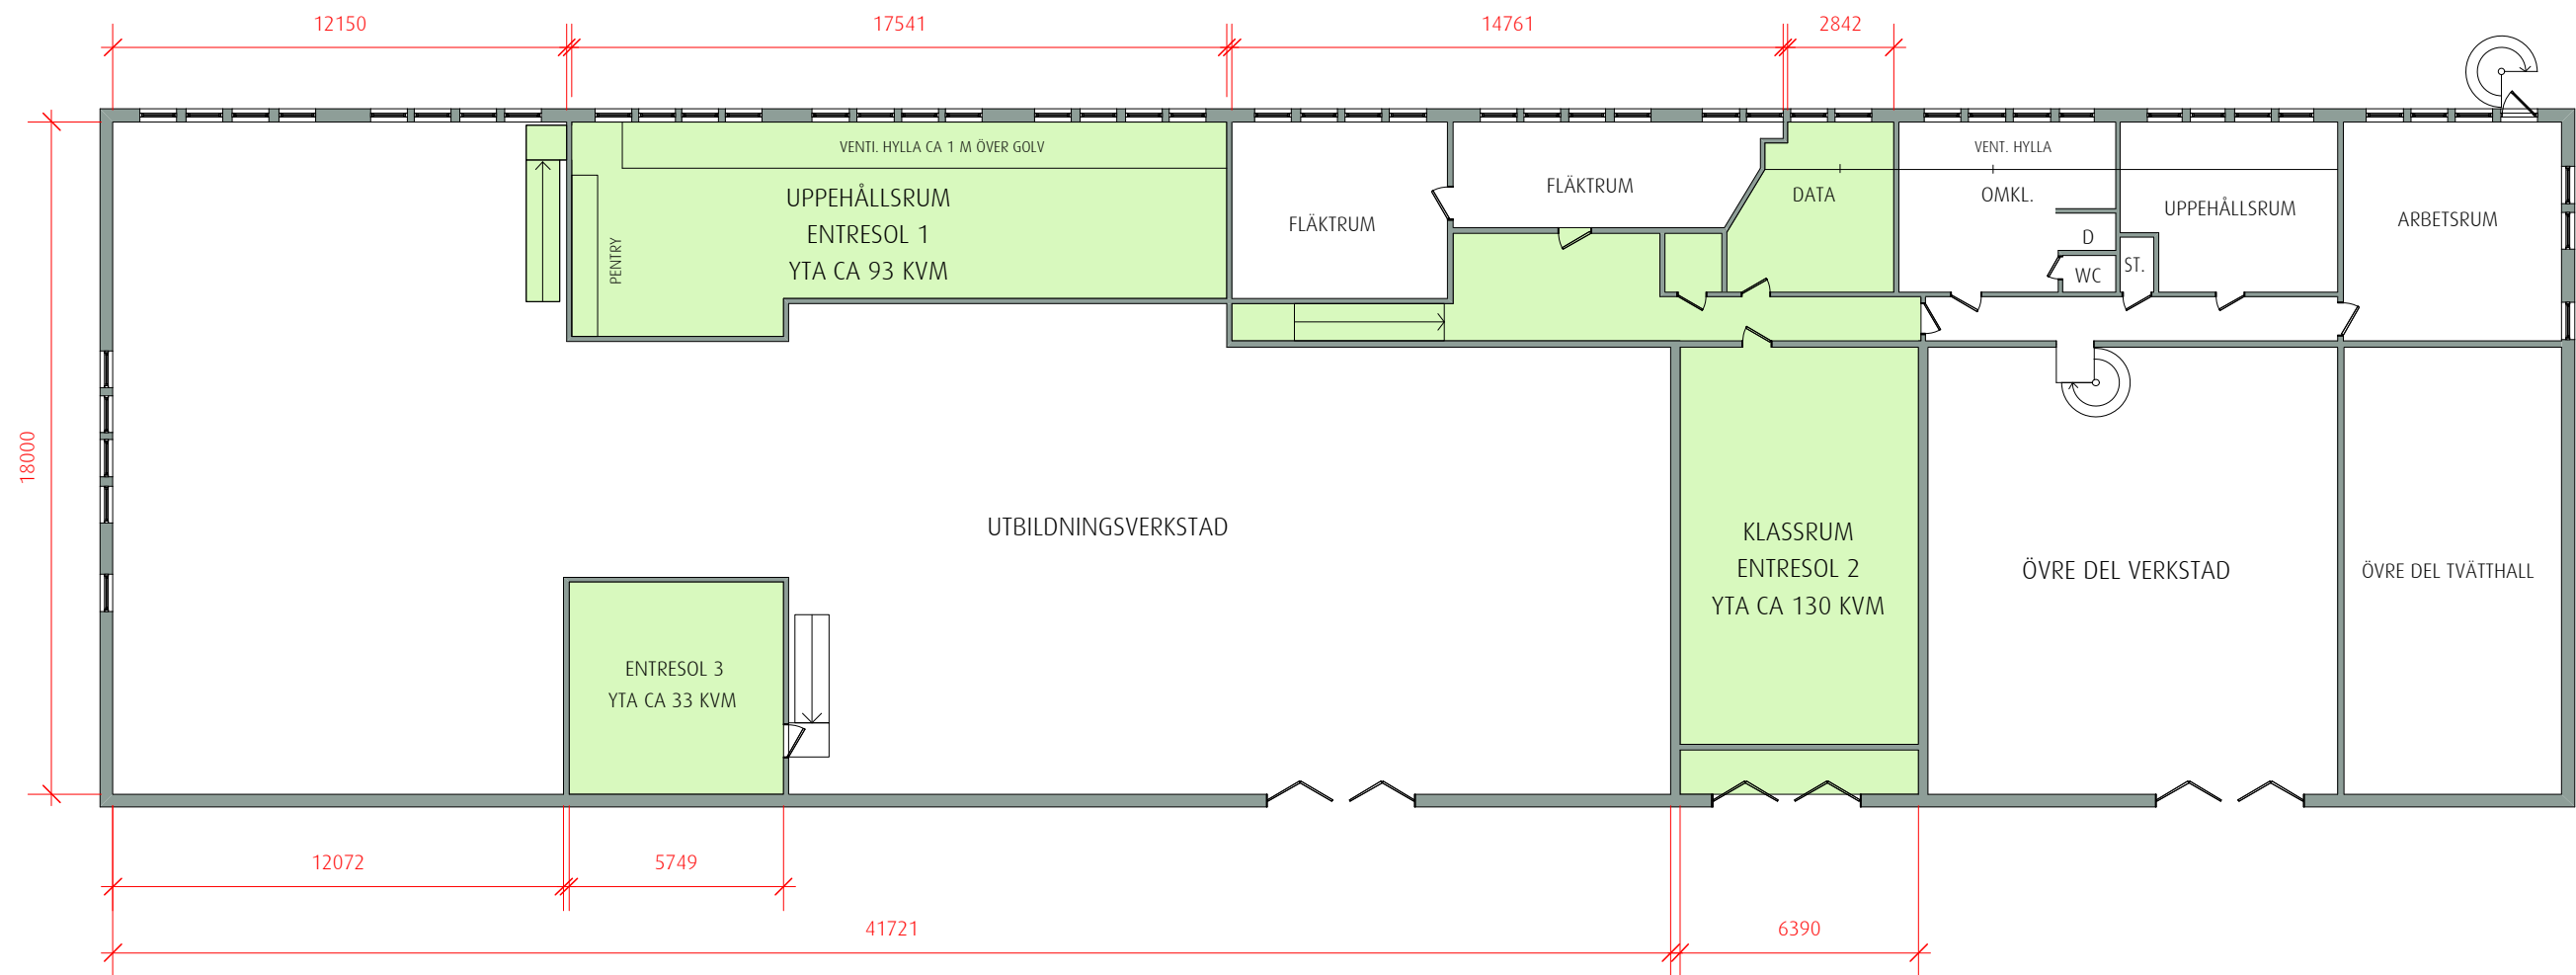 12150
17541
14761
2842
18000
VENTI. HYLLA CA 1 M ÖVER GOLV
UPPEHÅLLSRUM
ENTRESOL 1
YTA CA 93 KVM
PENTRY
FLÄKTRUM
FLÄKTRUM
DATA
VENT. HYLLA
OMKL.
D
WC
ST.
UPPEHÅLLSRUM
ARBETSRUM
UTBILDNINGSVERKSTAD
KLASSRUM
ENTRESOL 2
YTA CA 130 KVM
ÖVRE DEL VERKSTAD
ÖVRE DEL TVÄTTHALL
ENTRESOL 3
YTA CA 33 KVM
12072
5749
41721
6390